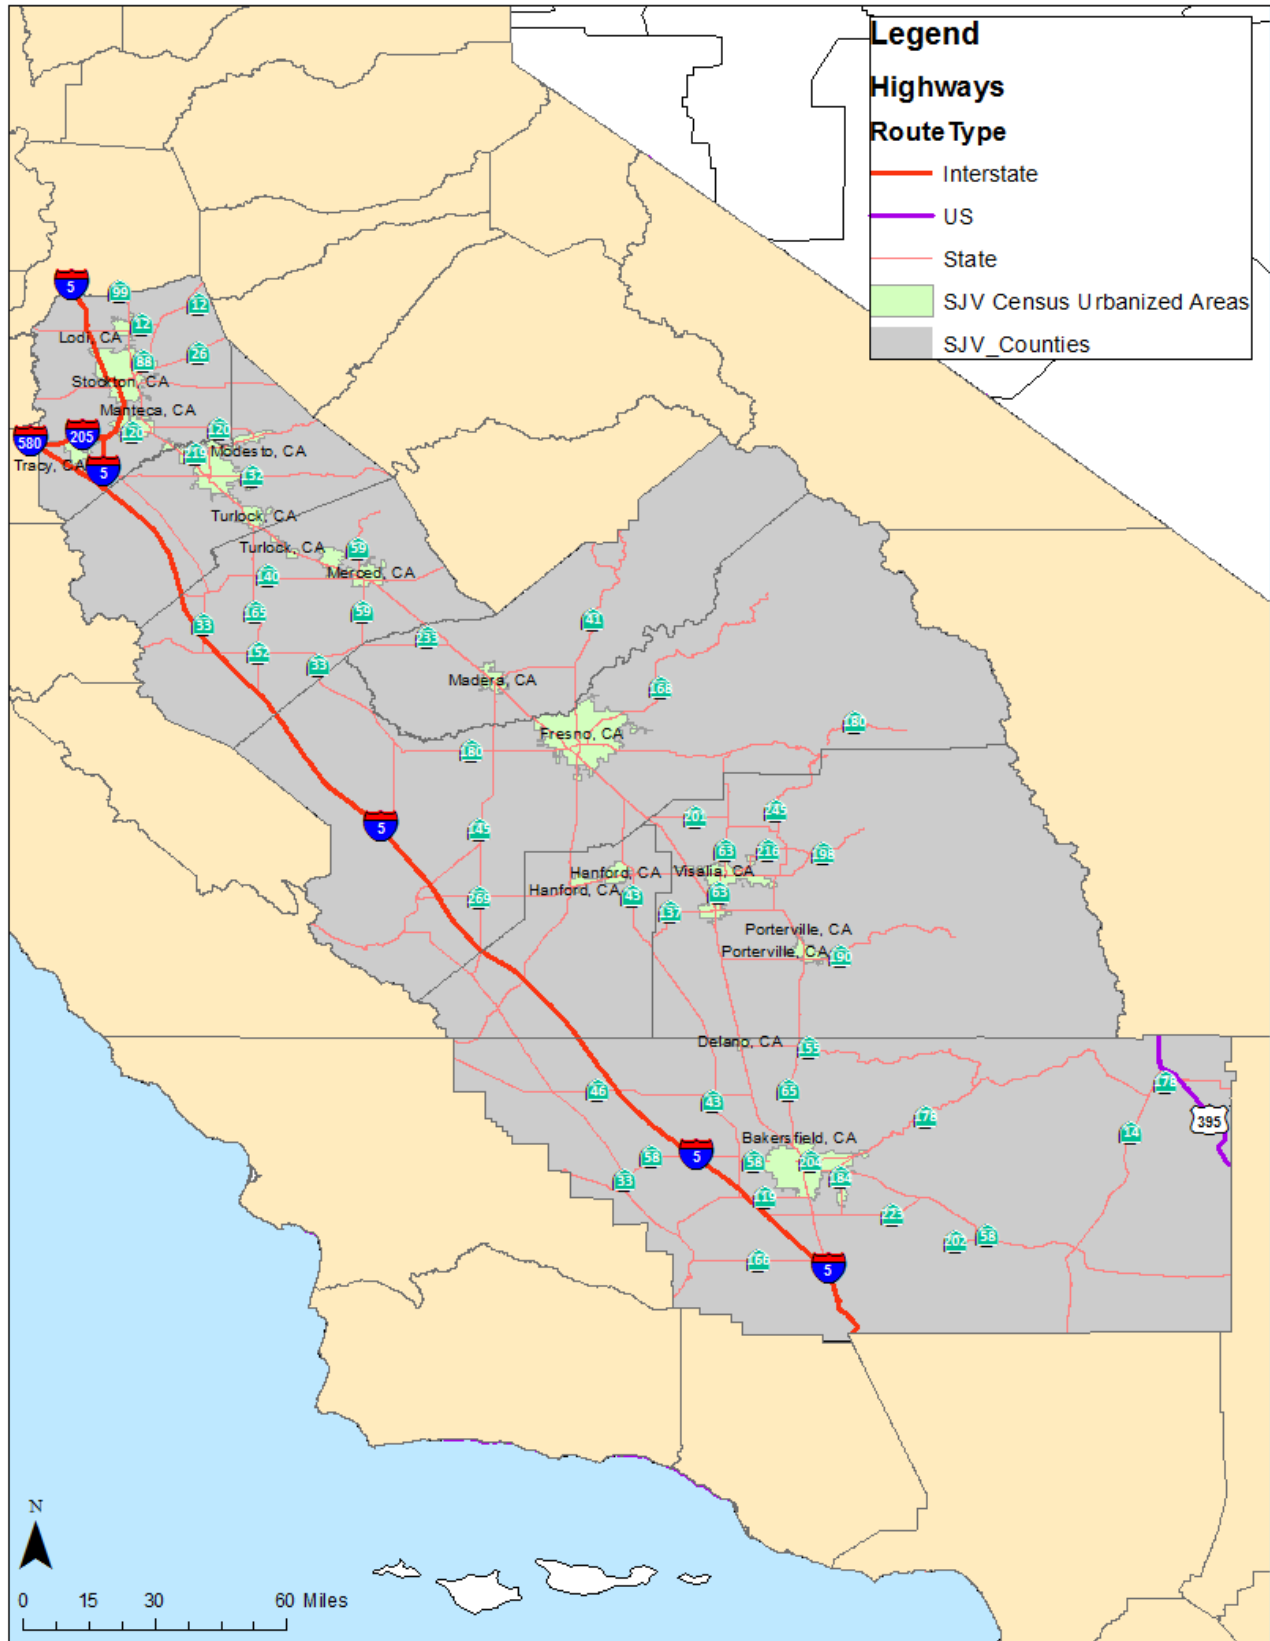 Legend
Highways
RouteType
Interstate
US
State
SJV Census Urbanized Areas
SJV_Counties
5
99
12
12
Lodi, CA
88
26
Stockton, CA
Manteca, CA
580
205
120
120
219
Modesto, CA
Tracy, CA
5
132
Turlock, CA
Turlock, CA
59
Merced, CA
140
165
59
33
41
233
152
33
Madera, CA
168
180
Fresno, CA
180
5
145
201
245
63
216
198
Hanford, CA
Visalia, CA
Hanford, CA
43
63
269
137
Porterville, CA
Porterville, CA
190
Delano, CA
155
46
43
65
178
178
395
14
Bakersfield, CA
5
58
58
204
33
184
119
223
202
58
166
5
N
0 15 30 60 Miles